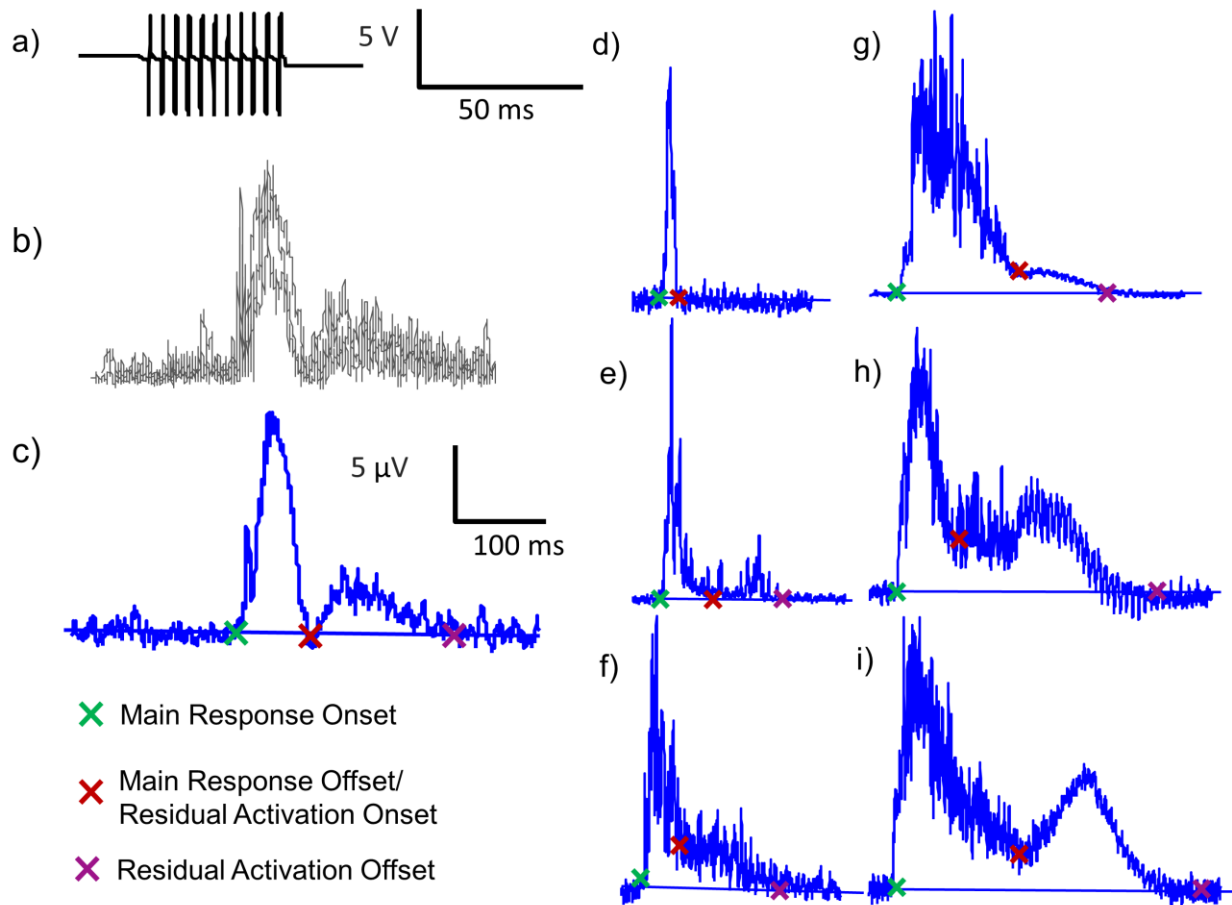 a)
5 V
50 ms
b)
c)
5 μV
100 ms
Main Response Onset
Main Response Offset/
Residual Activation Onset
Residual Activation Offset
d)
e)
f)
g)
h)
i)